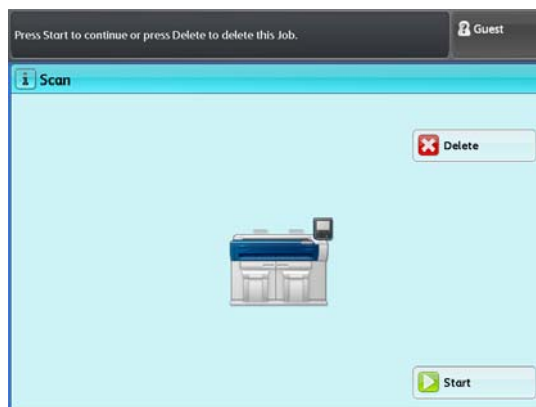 Press Start to continue or press Delete to delete this Job.
Guest
Scan
Delete
Start